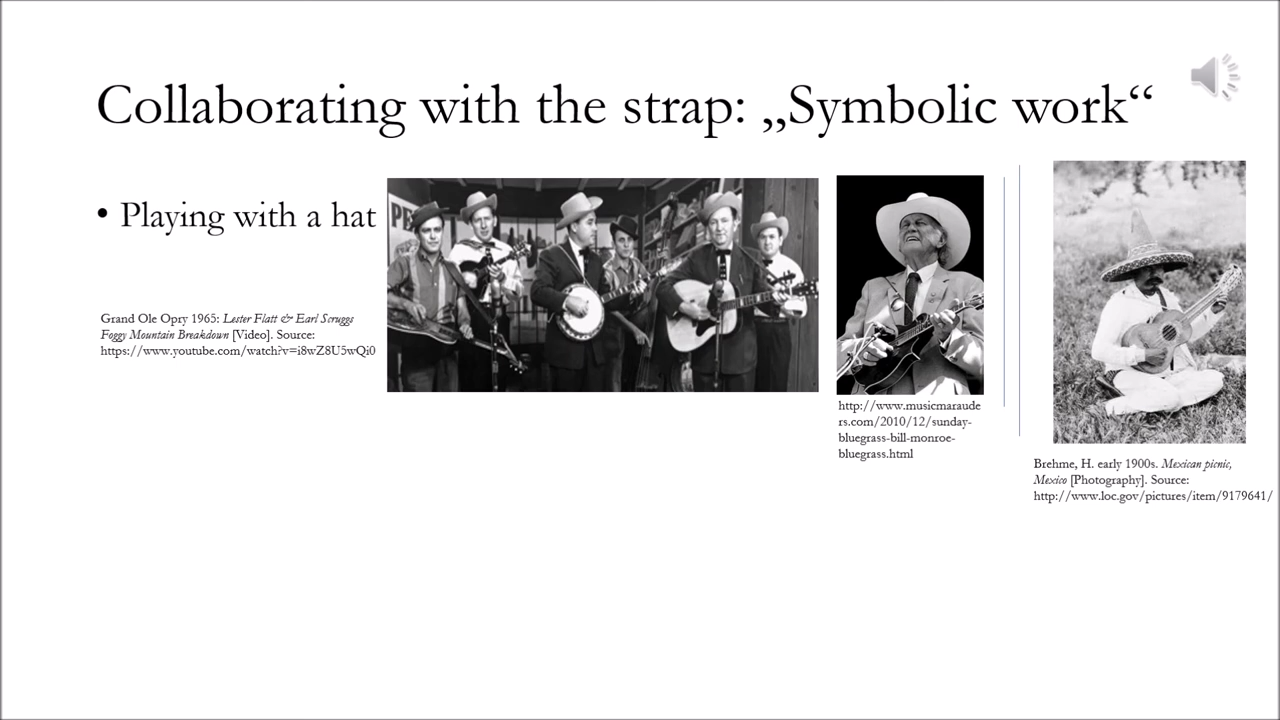 Collaborating with the strap: „Symbolic work“
• Playing with a hat
Grand Ole Opry 1965: Lester Flatt & Earl Scruggs
Foggy Mountain Breakdown [Video]. Source:
https://www.youtube.com/watch?v=i8wZ8U5wQi0
http://www.musicmaraude
rs.com/2010/12/sunday-
bluegrass-bill-monroe-
bluegrass.html
Brehme, H. early 1900s. Mexican picnic,
Mexico [Photography]. Source:
http://www.loc.gov/pictures/item/9179641/